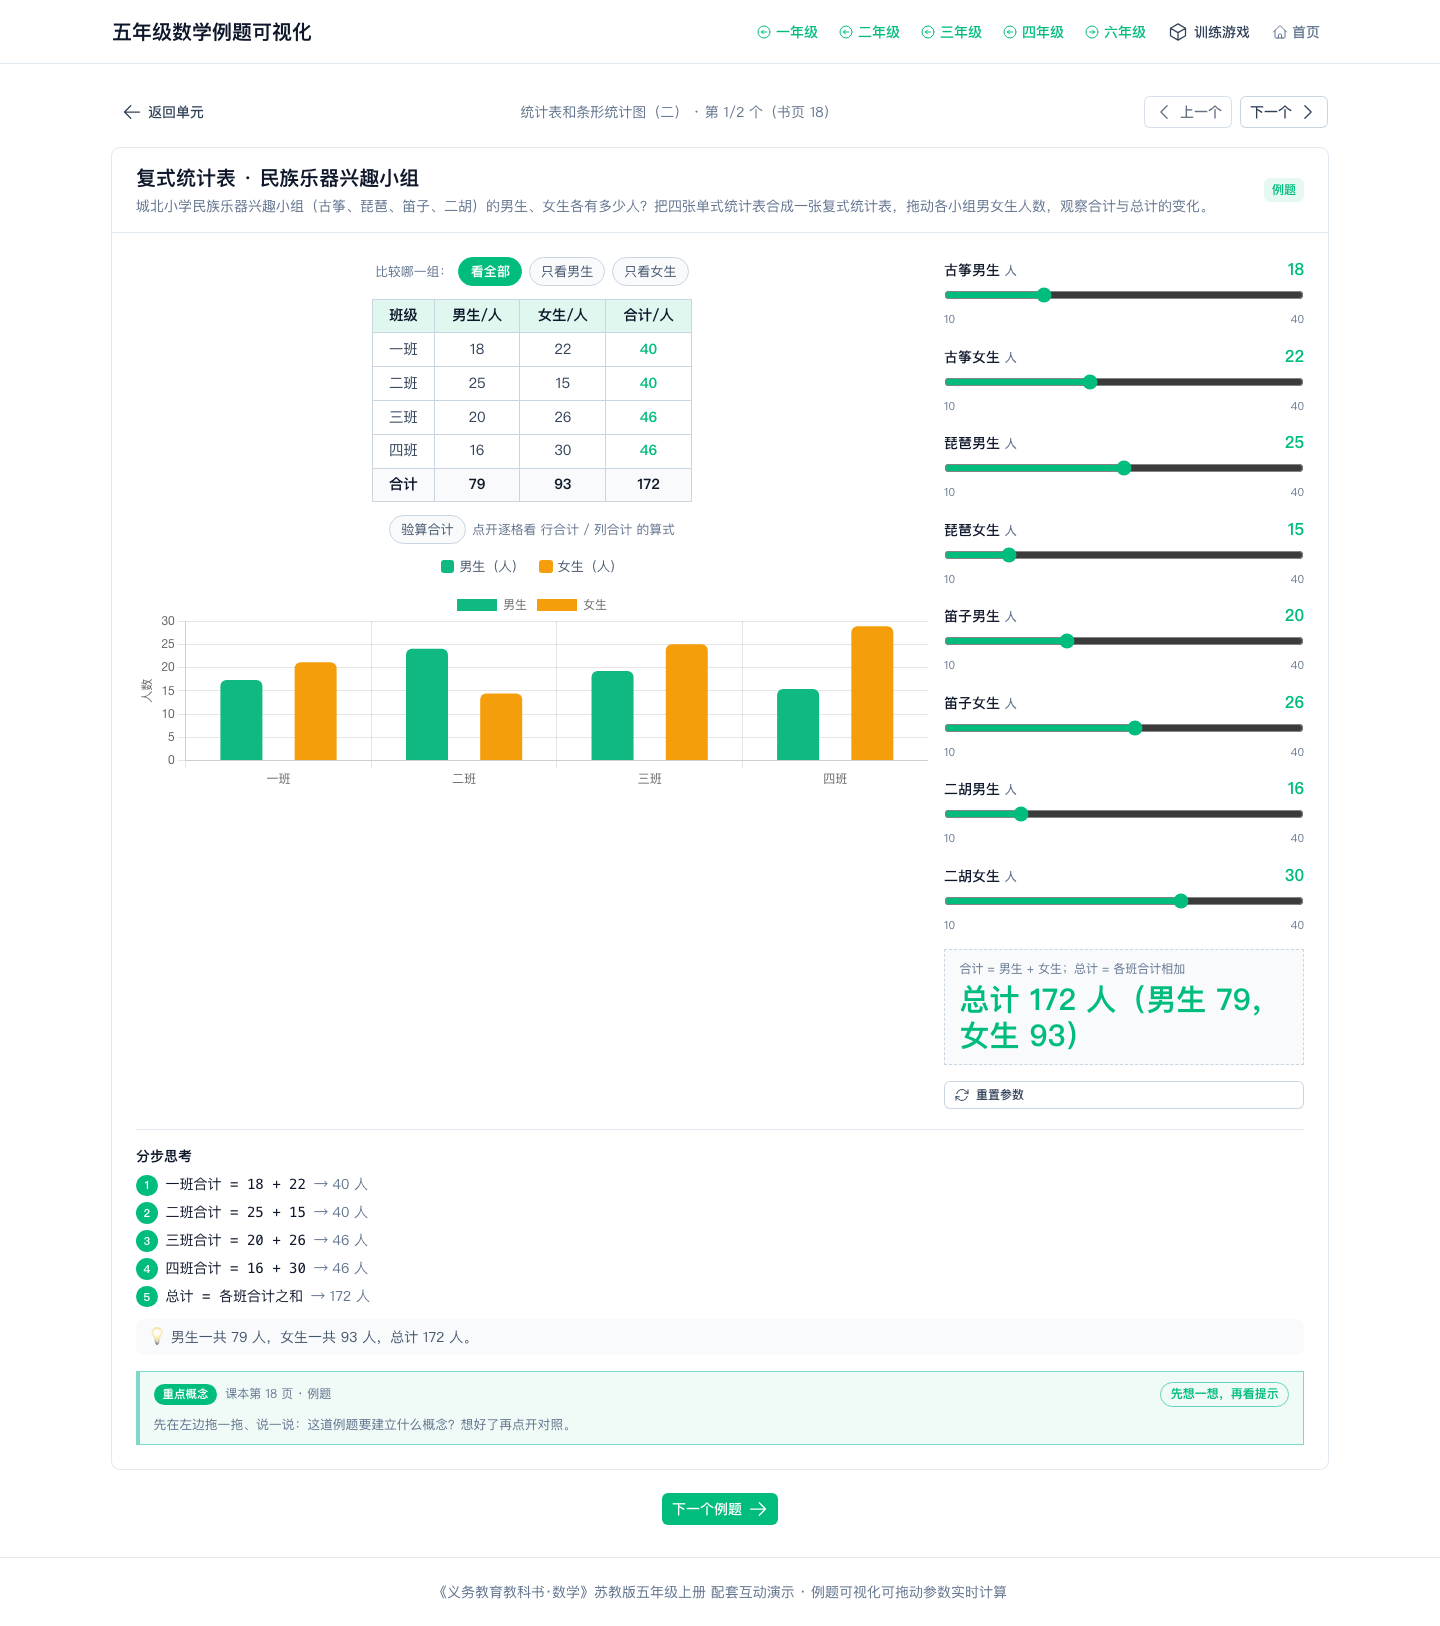 五年级数学例题可视化
一年级 二年级 三年级 四年级 六年级 训练游戏 首页
返回单元
统计表和条形统计图（二） · 第 1/2 个（书页 18）
上一个 下一个
复式统计表 · 民族乐器兴趣小组
城北小学民族乐器兴趣小组（古筝、琵琶、笛子、二胡）的男生、女生各有多少人？把四张单式统计表合成一张复式统计表，拖动各小组男女生人数，观察合计与总计的变化。
例题
比较哪一组： 看全部 只看男生 只看女生
班级 男生/人 女生/人 合计/人
一班 18 22 40
二班 25 15 40
三班 20 26 46
四班 16 30 46
合计 79 93 172
验算合计 点开逐格看 行合计 / 列合计 的算式
男生（人） 女生（人）
男生 女生
人数
30
25
20
15
10
5
0
一班 二班 三班 四班
古筝男生 人 18
10 40
古筝女生 人 22
10 40
琵琶男生 人 25
10 40
琵琶女生 人 15
10 40
笛子男生 人 20
10 40
笛子女生 人 26
10 40
二胡男生 人 16
10 40
二胡女生 人 30
10 40
合计 = 男生 + 女生；总计 = 各班合计相加
总计 172 人（男生 79，
女生 93）
重置参数
分步思考
1 一班合计 = 18 + 22 → 40 人
2 二班合计 = 25 + 15 → 40 人
3 三班合计 = 20 + 26 → 46 人
4 四班合计 = 16 + 30 → 46 人
5 总计 = 各班合计之和 → 172 人
💡 男生一共 79 人，女生一共 93 人，总计 172 人。
重点概念 课本第 18 页 · 例题
先想一想，再看提示
先在左边拖一拖、说一说：这道例题要建立什么概念？想好了再点开对照。
下一个例题 →
《义务教育教科书·数学》苏教版五年级上册 配套互动演示 · 例题可视化可拖动参数实时计算